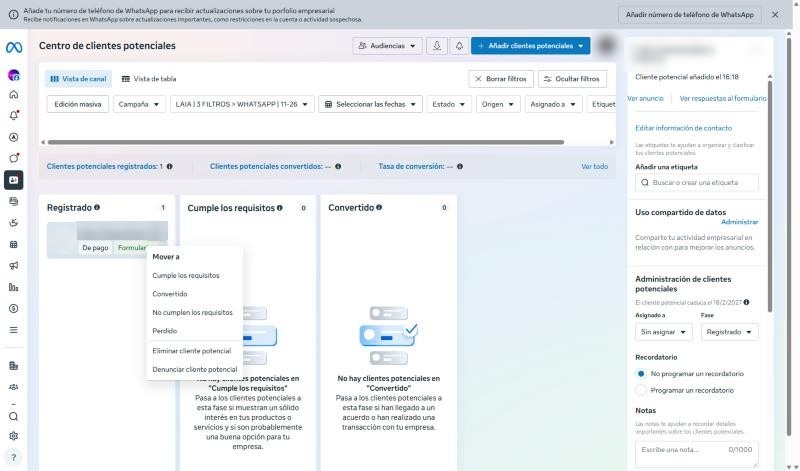 Añade tu número de teléfono de WhatsApp para recibir actualizaciones sobre tu porfolio empresarial
Recibe notificaciones en WhatsApp sobre actualizaciones importantes, como restricciones en la cuenta o actividad sospechosa.
Añadir número de teléfono de WhatsApp
Centro de clientes potenciales
Audiencias
+ Añadir clientes potenciales
Vista de canal
Vista de tabla
Borrar filtros
Ocultar filtros
Edición masiva
Campaña
LAIA | 3 FILTROS > WHATSAPP | 11-26
Seleccionar las fechas
Estado
Origen
Asignado a
Etiquet
Clientes potenciales registrados: 1
Clientes potenciales convertidos: --
Tasa de conversión: --
Ver todo
Registrado
1
Cumple los requisitos
0
Convertido
0
De pago
Formular
Mover a
Cumple los requisitos
Convertido
No cumplen los requisitos
Perdido
Eliminar cliente potencial
Denunciar cliente potencial
No hay clientes potenciales en
"Cumple los requisitos"
Pasa a los clientes potenciales a
esta fase si muestran un sólido
interés en tus productos o
servicios y si son probablemente
una buena opción para tu
empresa.
No hay clientes potenciales en
"Convertido"
Pasa a los clientes potenciales a
esta fase si han llegado a un
acuerdo o han realizado una
transacción con tu empresa.
Cliente potencial añadido el 16:18
Ver anuncio
Ver respuestas al formulario
Editar información de contacto
Las etiquetas te ayudan a organizar y clasificar
tus clientes potenciales.
Añadir una etiqueta
Buscar o crear una etiqueta
Uso compartido de datos
Administrar
Comparte tu actividad empresarial en
relación con para mejorar los anuncios.
Administración de clientes
potenciales
El cliente potencial caduca el 18/2/2027
Asignado a
Fase
Sin asignar
Registrado
Recordatorio
No programar un recordatorio
Programar un recordatorio
Notas
Las notas te ayudan a recordar detalles
importantes sobre los clientes potenciales.
Escribe una nota...
0/1000